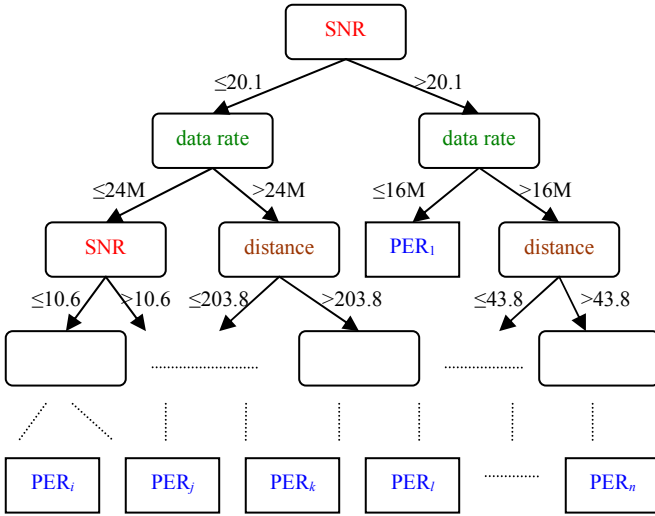 SNR
≤20.1 >20.1
data rate data rate
≤24M >24M ≤16M >16M
SNR distance PER₁ distance
≤10.6 >10.6 ≤203.8 >203.8 ≤43.8 >43.8
PERᵢ PERⱼ PERₖ PERₗ PERₙ